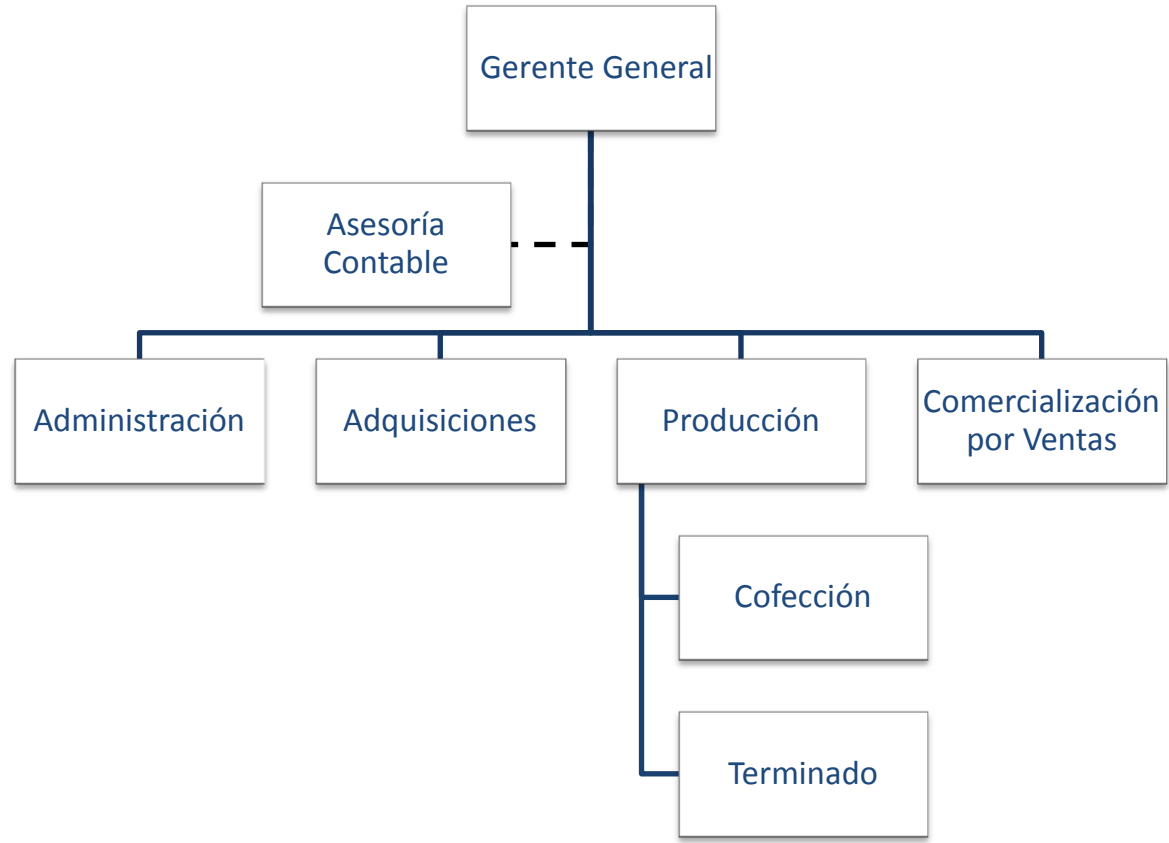 Gerente General
Asesoría
Contable
Administración
Adquisiciones
Producción
Comercialización
por Ventas
Cofección
Terminado